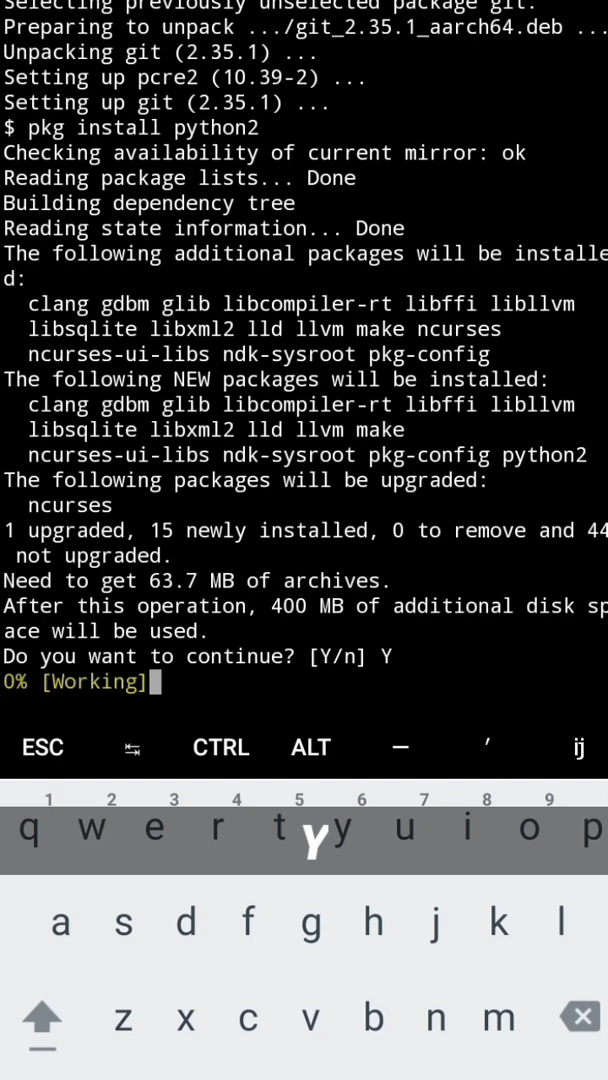 Selecting previously unselected package git.
Preparing to unpack .../git_2.35.1_aarch64.deb ...
Unpacking git (2.35.1) ...
Setting up pcre2 (10.39-2) ...
Setting up git (2.35.1) ...
$ pkg install python2
Checking availability of current mirror: ok
Reading package lists... Done
Building dependency tree
Reading state information... Done
The following additional packages will be installe
d:
clang gdbm glib libcompiler-rt libffi libllvm
libsqlite libxml2 lld llvm make ncurses
ncurses-ui-libs ndk-sysroot pkg-config
The following NEW packages will be installed:
clang gdbm glib libcompiler-rt libffi libllvm
libsqlite libxml2 lld llvm make
ncurses-ui-libs ndk-sysroot pkg-config python2
The following packages will be upgraded:
ncurses
1 upgraded, 15 newly installed, 0 to remove and 44
not upgraded.
Need to get 63.7 MB of archives.
After this operation, 400 MB of additional disk sp
ace will be used.
Do you want to continue? [Y/n] Y
0% [Working]
ESC ↹ CTRL ALT — ′ ij
1 2 3 4 5 6 7 8 9
q w e r t y u i o p
Y
a s d f g h j k l
z x c v b n m